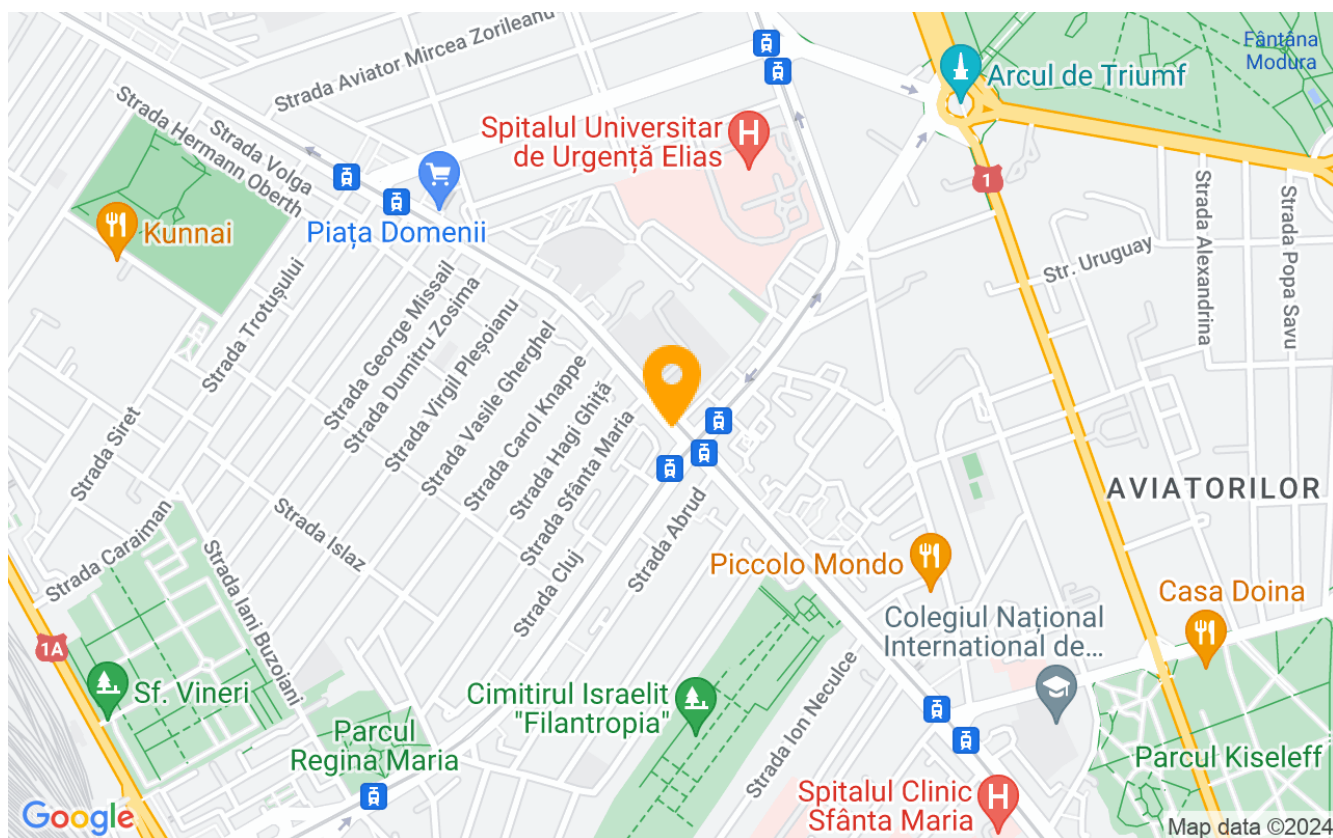 Strada Aviator Mircea Zorileanu
Fântâna
Modura
Arcul de Triumf
Strada Hermann Oberth
Strada Volga
Spitalul Universitar
de Urgență Elias
H
1
Kunnai
Piața Domenii
Strada Alexandrina
Strada Popa Savu
Str. Uruguay
Strada Trotușului
Strada George Missail
Strada Dumitru Zosima
Strada Virgil Pleșoianu
Strada Vasile Gherghel
Strada Carol Knappe
Strada Hagi Ghiță
Strada Sfânta Maria
Strada Siret
AVIATORILOR
Strada Caraiman
Strada Islaz
Strada Cluj
Strada Abrud
Strada Iani Buzoiani
Piccolo Mondo
Casa Doina
Colegiul Național
International de...
1A
Sf. Vineri
Cimitirul Israelit
"Filantropia"
Parcul
Regina Maria
Strada Ion Neculce
Parcul Kiseleff
Spitalul Clinic
Sfânta Maria
H
Google
Map data ©2024